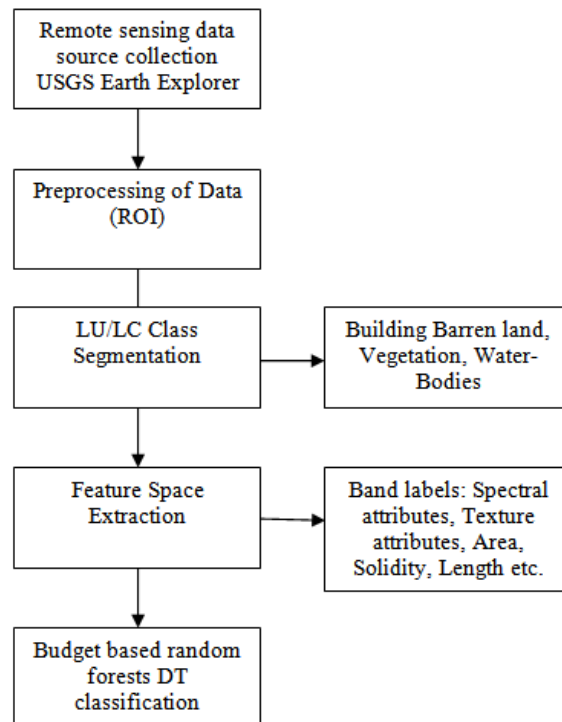 Remote sensing data
source collection
USGS Earth Explorer
Preprocessing of Data
(ROI)
LU/LC Class
Segmentation
Building Barren land,
Vegetation, Water-
Bodies
Feature Space
Extraction
Band labels: Spectral
attributes, Texture
attributes, Area,
Solidity, Length etc.
Budget based random
forests DT
classification